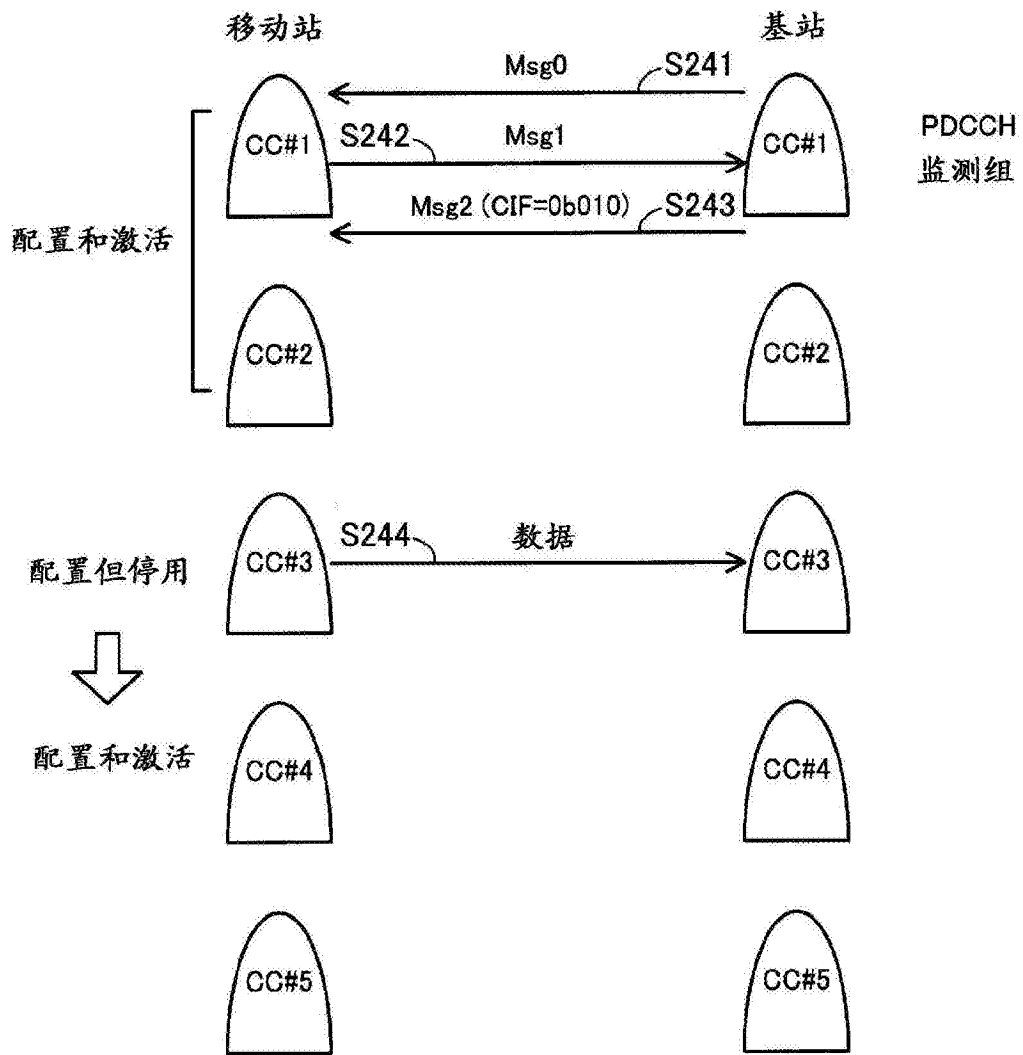 移动站
基站
Msg0
S241
CC#1
S242
Msg1
CC#1
PDCCH
监测组
Msg2 (CIF=0b010)
S243
配置和激活
CC#2
CC#2
S244
数据
CC#3
CC#3
配置但停用
配置和激活
CC#4
CC#4
CC#5
CC#5